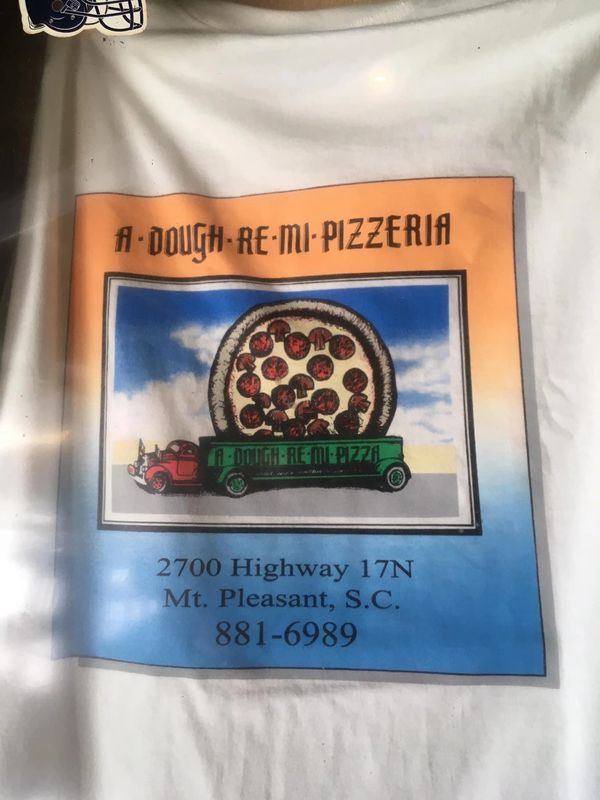 A·DOUGH·RE·MI·PIZZERIA
A·DOUGH·RE·MI·PIZZA
2700 Highway 17N
Mt. Pleasant, S.C.
881-6989